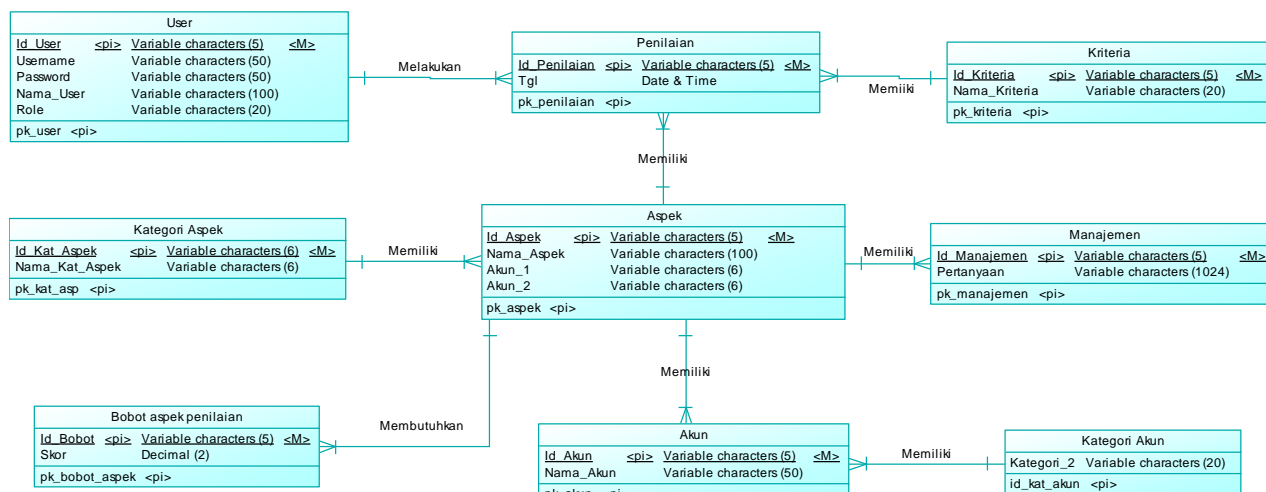 User
Id_User <pi> Variable characters (5) <M>
Username Variable characters (50)
Password Variable characters (50)
Nama_User Variable characters (100)
Role Variable characters (20)
pk_user <pi>
Melakukan
Penilaian
Id_Penilaian <pi> Variable characters (5) <M>
Tgl Date & Time
pk_penilaian <pi>
Memiiki
Kriteria
Id_Kriteria <pi> Variable characters (5) <M>
Nama_Kriteria Variable characters (20)
pk_kriteria <pi>
Memiliki
Kategori Aspek
Id_Kat_Aspek <pi> Variable characters (6) <M>
Nama_Kat_Aspek Variable characters (6)
pk_kat_asp <pi>
Memiliki
Aspek
Id_Aspek <pi> Variable characters (5) <M>
Nama_Aspek Variable characters (100)
Akun_1 Variable characters (6)
Akun_2 Variable characters (6)
pk_aspek <pi>
Memiliki
Manajemen
Id_Manajemen <pi> Variable characters (5) <M>
Pertanyaan Variable characters (1024)
pk_manajemen <pi>
Memiliki
Bobot aspek penilaian
Id_Bobot <pi> Variable characters (5) <M>
Skor Decimal (2)
pk_bobot_aspek <pi>
Membutuhkan
Akun
Id_Akun <pi> Variable characters (5) <M>
Nama_Akun Variable characters (50)
Memiliki
Kategori Akun
Kategori_2 Variable characters (20)
id_kat_akun <pi>